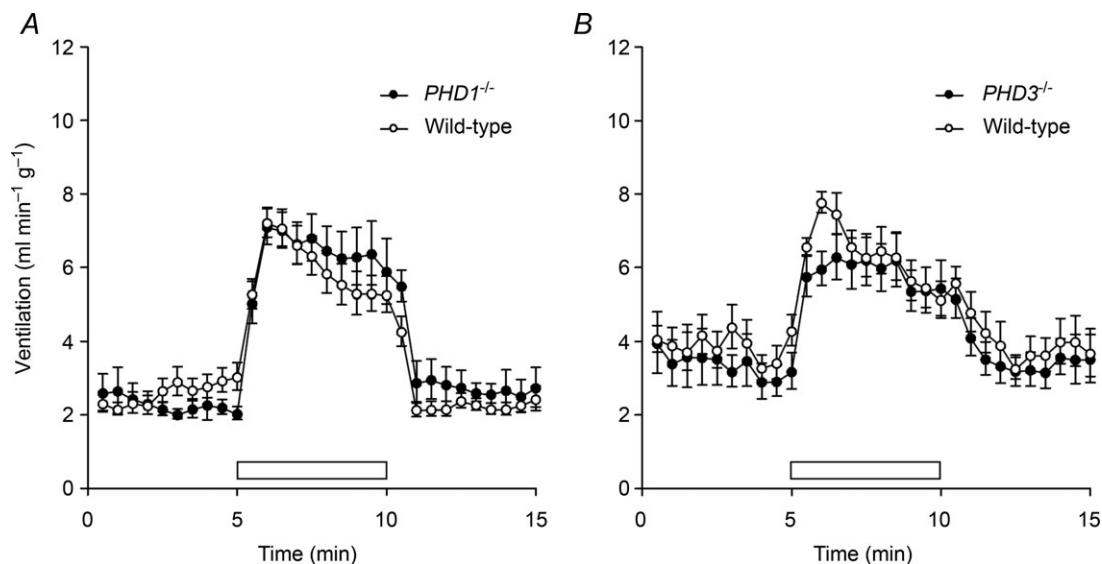 A
12
10
8
6
4
2
0
Ventilation (ml min⁻¹ g⁻¹)
PHD1⁻/⁻
Wild-type
0 5 10 15
Time (min)
B
12
10
8
6
4
2
0
PHD3⁻/⁻
Wild-type
0 5 10 15
Time (min)